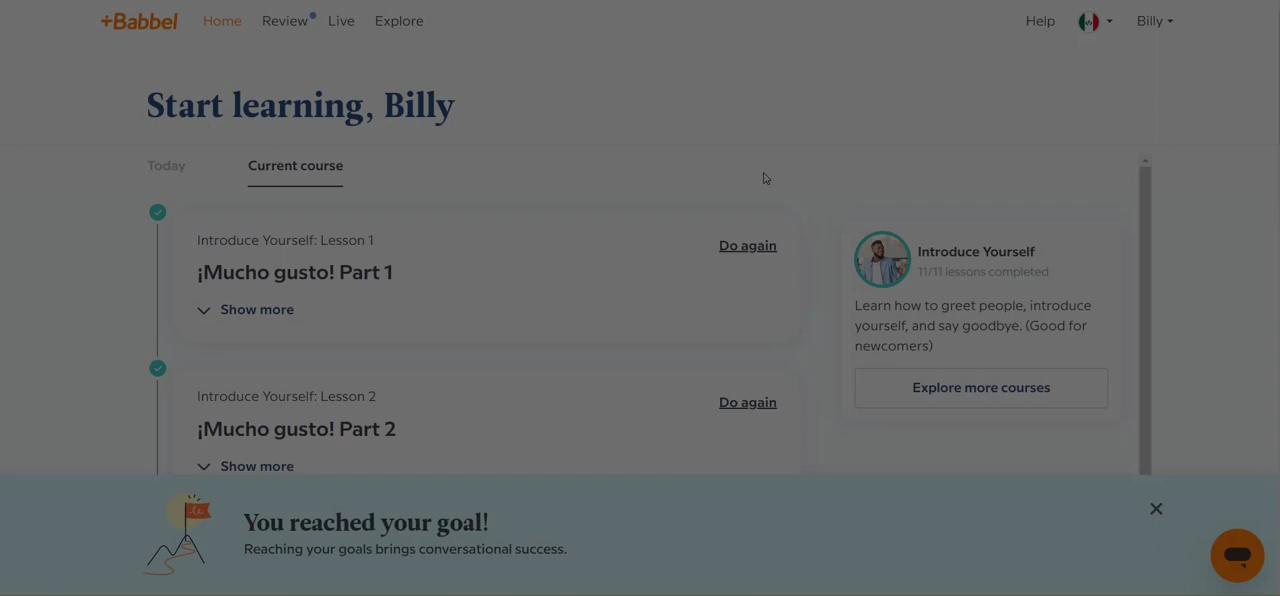 +Babbel Home Review Live Explore Help Billy
Start learning, Billy
Today Current course
Introduce Yourself: Lesson 1
Do again
¡Mucho gusto! Part 1
Show more
Introduce Yourself
11/11 lessons completed
Learn how to greet people, introduce
yourself, and say goodbye. (Good for
newcomers)
Explore more courses
Introduce Yourself: Lesson 2
Do again
¡Mucho gusto! Part 2
Show more
You reached your goal!
Reaching your goals brings conversational success.